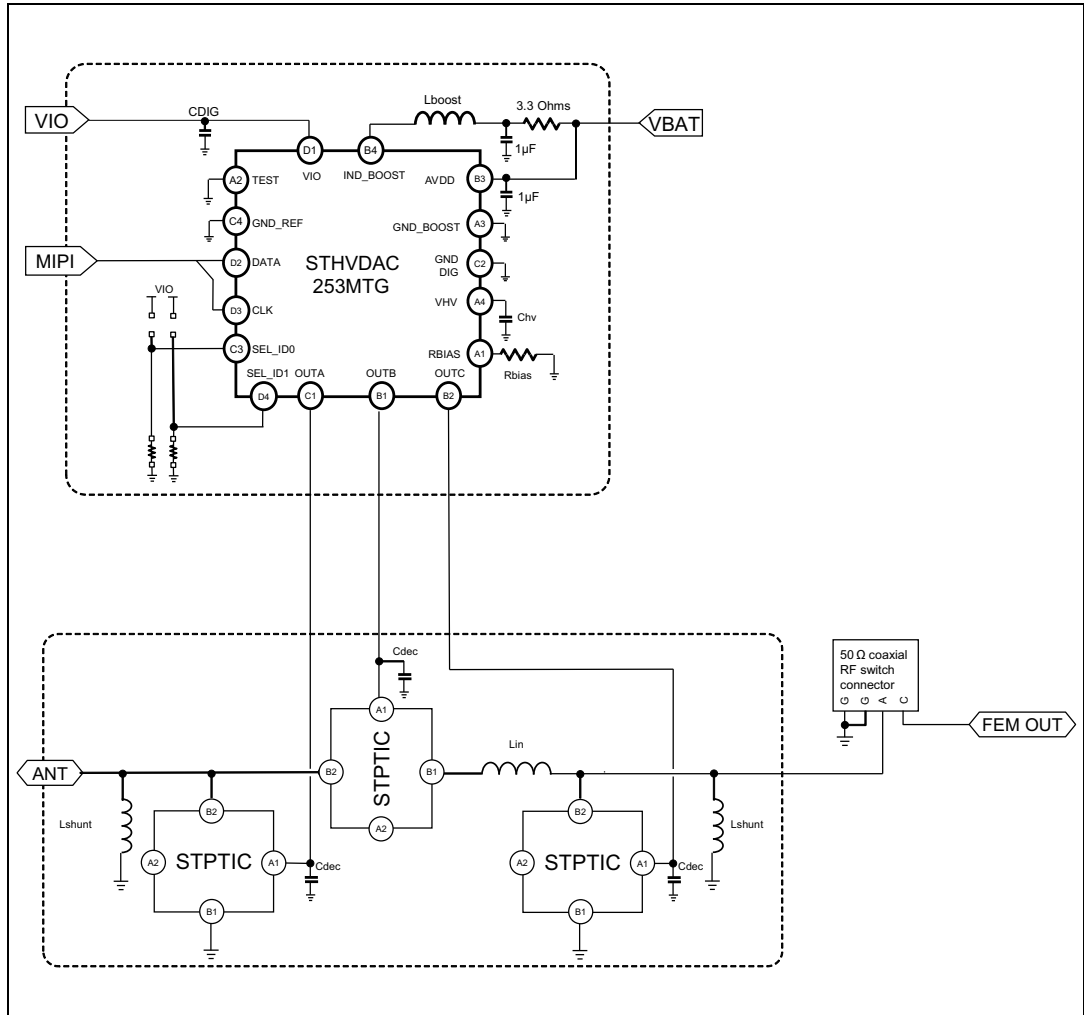 Lboost
3.3 Ohms
VIO
CDIG
VBAT
1µF
D1
B4
VIO
IND_BOOST
AVDD
B3
1µF
A2
TEST
C4
GND_REF
GND_BOOST
A3
MIPI
D2
DATA
STHVDAC
253MTG
GND
DIG
C2
VIO
D3
CLK
VHV
A4
Chv
C3
SEL_ID0
RBIAS
A1
Rbias
SEL_ID1
OUTA
OUTB
OUTC
D4
C1
B1
B2
Cdec
50 Ω coaxial
RF switch
connector
G
G
A
C
A1
FEM OUT
ANT
B2
STPTIC
B1
Lin
A2
Lshunt
B2
A2
STPTIC
A1
Cdec
B1
B2
A2
STPTIC
A1
Cdec
B1
Lshunt